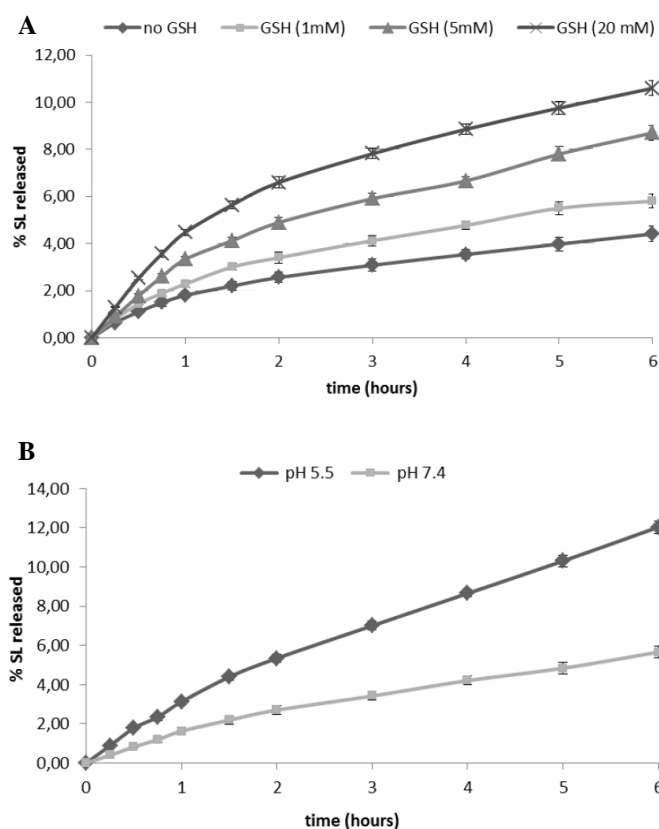 A
no GSH GSH (1mM) GSH (5mM) GSH (20 mM)
% SL released
12,00
10,00
8,00
6,00
4,00
2,00
0,00
0 1 2 3 4 5 6
time (hours)
B
pH 5.5 pH 7.4
% SL released
14,00
12,00
10,00
8,00
6,00
4,00
2,00
0,00
0 1 2 3 4 5 6
time (hours)